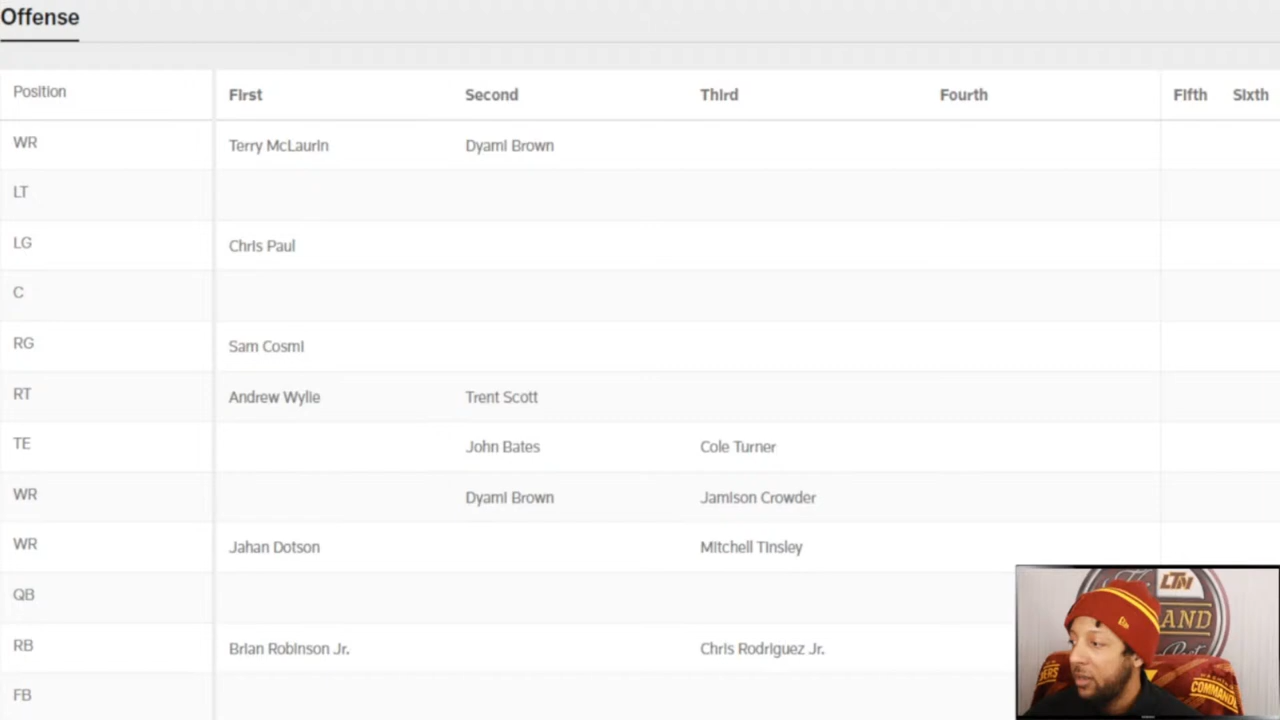 Offense
Position First Second Third Fourth Fifth Sixth
WR Terry McLaurin Dyami Brown
LT
LG Chris Paul
C
RG Sam Cosmi
RT Andrew Wylie Trent Scott
TE John Bates Cole Turner
WR Dyami Brown Jamison Crowder
WR Jahan Dotson Mitchell Tinsley
QB
RB Brian Robinson Jr. Chris Rodriguez Jr.
FB
LTN
AND
COMMAND